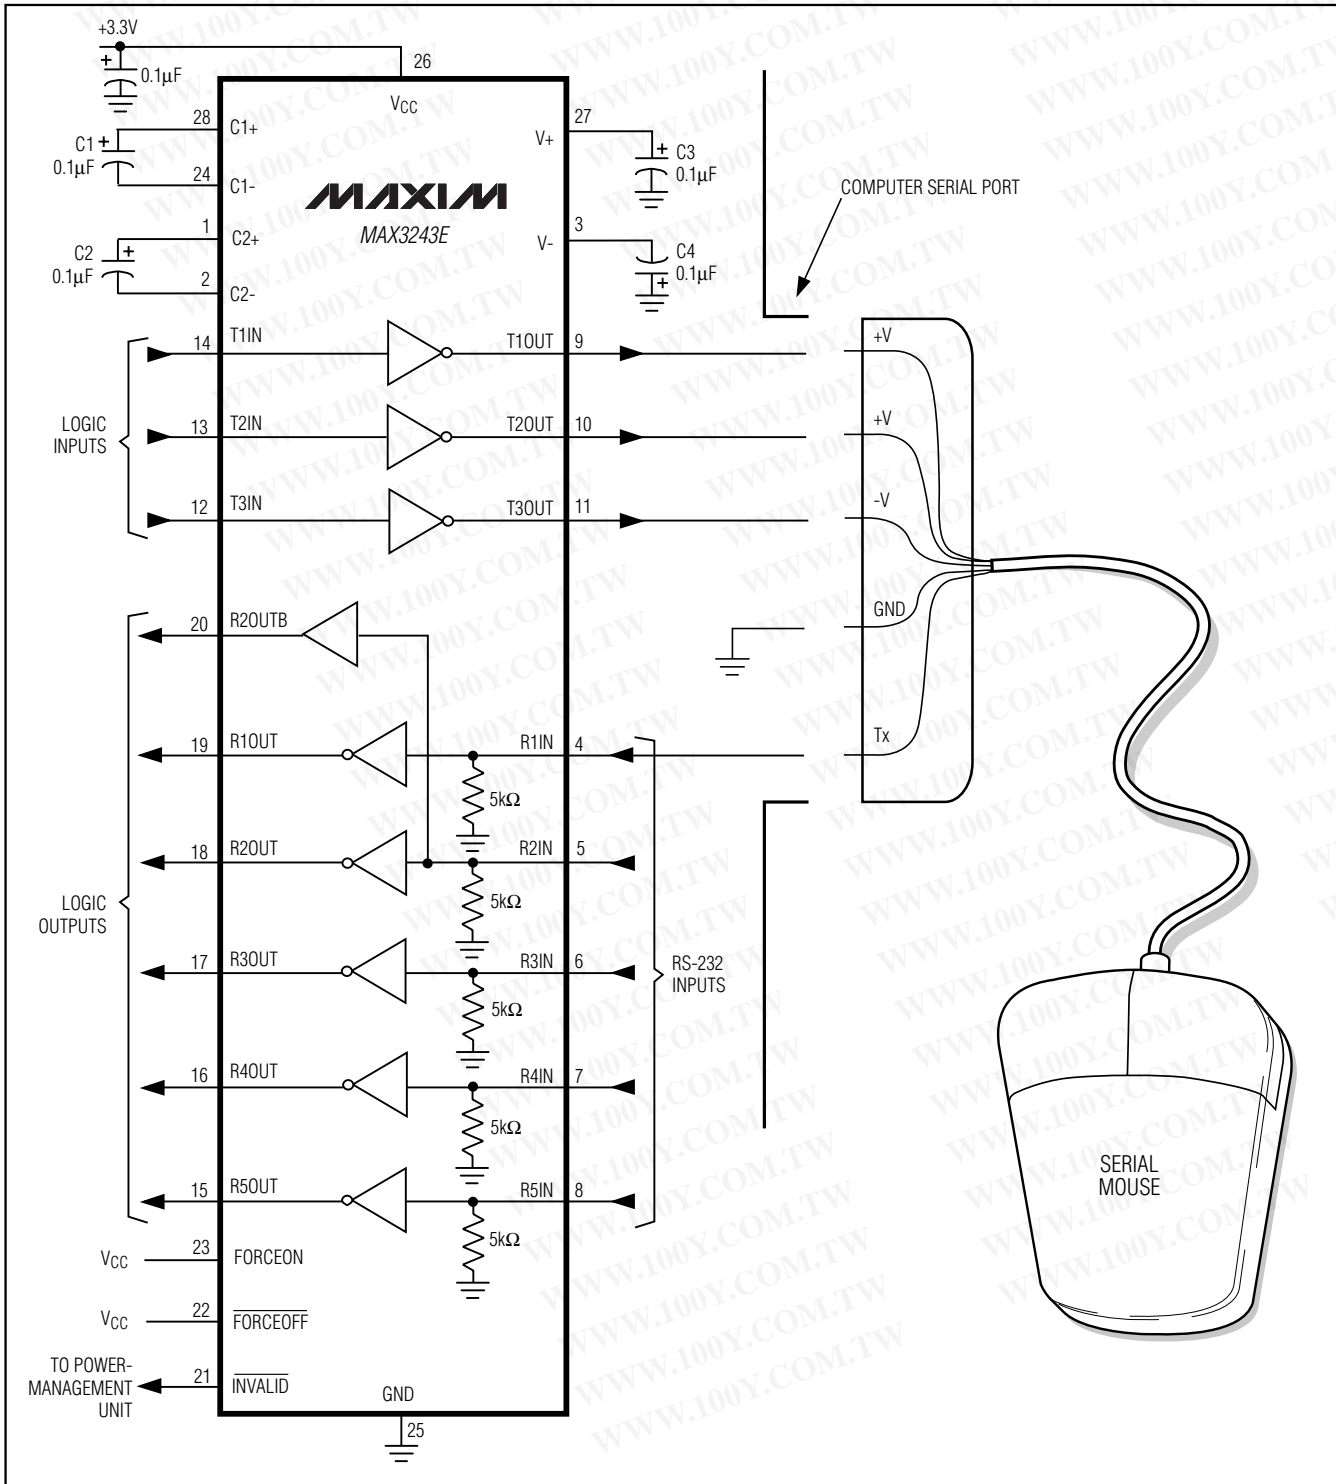 +3.3V
0.1µF
26
VCC
28
C1+
C1
0.1µF
24
C1-
1
C2+
C2
0.1µF
2
C2-
MAXIM
MAX3243E
27
V+
C3
0.1µF
3
V-
C4
0.1µF
COMPUTER SERIAL PORT
LOGIC
INPUTS
14
T1IN
T1OUT
9
+V
13
T2IN
T2OUT
10
+V
12
T3IN
T3OUT
11
-V
GND
Tx
LOGIC
OUTPUTS
20
R2OUTB
19
R1OUT
R1IN
4
5kΩ
18
R2OUT
R2IN
5
5kΩ
17
R3OUT
R3IN
6
5kΩ
RS-232
INPUTS
16
R4OUT
R4IN
7
5kΩ
15
R5OUT
R5IN
8
5kΩ
SERIAL
MOUSE
VCC
23
FORCEON
VCC
22
FORCEOFF
TO POWER-
MANAGEMENT
UNIT
21
INVALID
GND
25
WWW.100Y.COM.TW